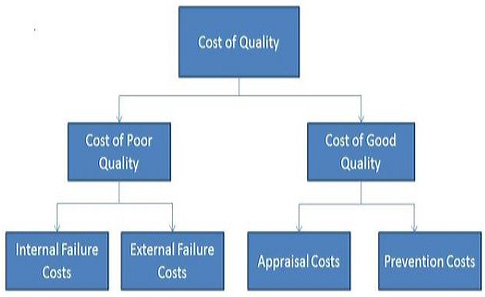 Cost of Quality
Cost of Poor
Quality
Cost of Good
Quality
Internal Failure
Costs
External Failure
Costs
Appraisal Costs
Prevention Costs